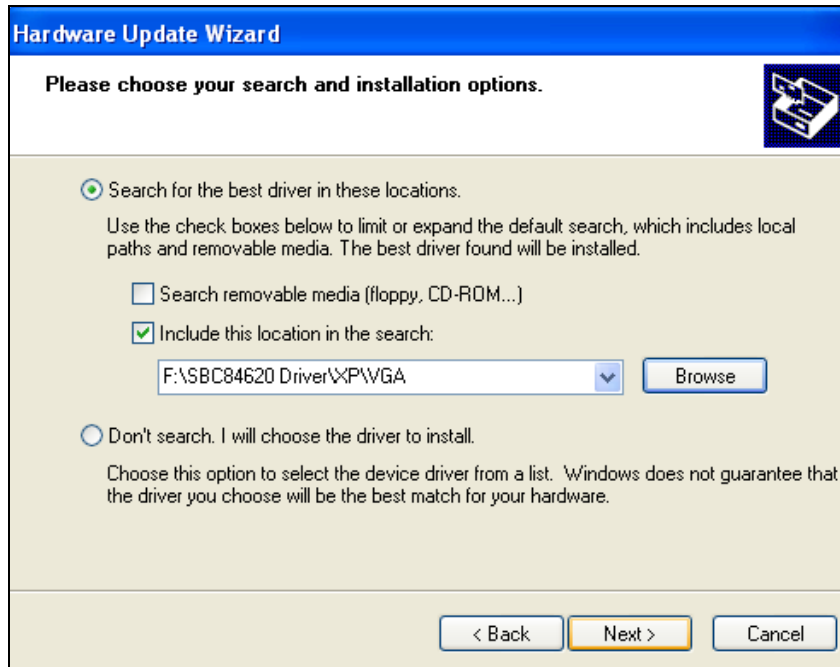 Hardware Update Wizard
Please choose your search and installation options.
Search for the best driver in these locations.
Use the check boxes below to limit or expand the default search, which includes local
paths and removable media. The best driver found will be installed.
Search removable media (floppy, CD-ROM...)
Include this location in the search:
F:\SBC84620 Driver\XP\VGA
Browse
Don't search. I will choose the driver to install.
Choose this option to select the device driver from a list. Windows does not guarantee that
the driver you choose will be the best match for your hardware.
< Back Next > Cancel